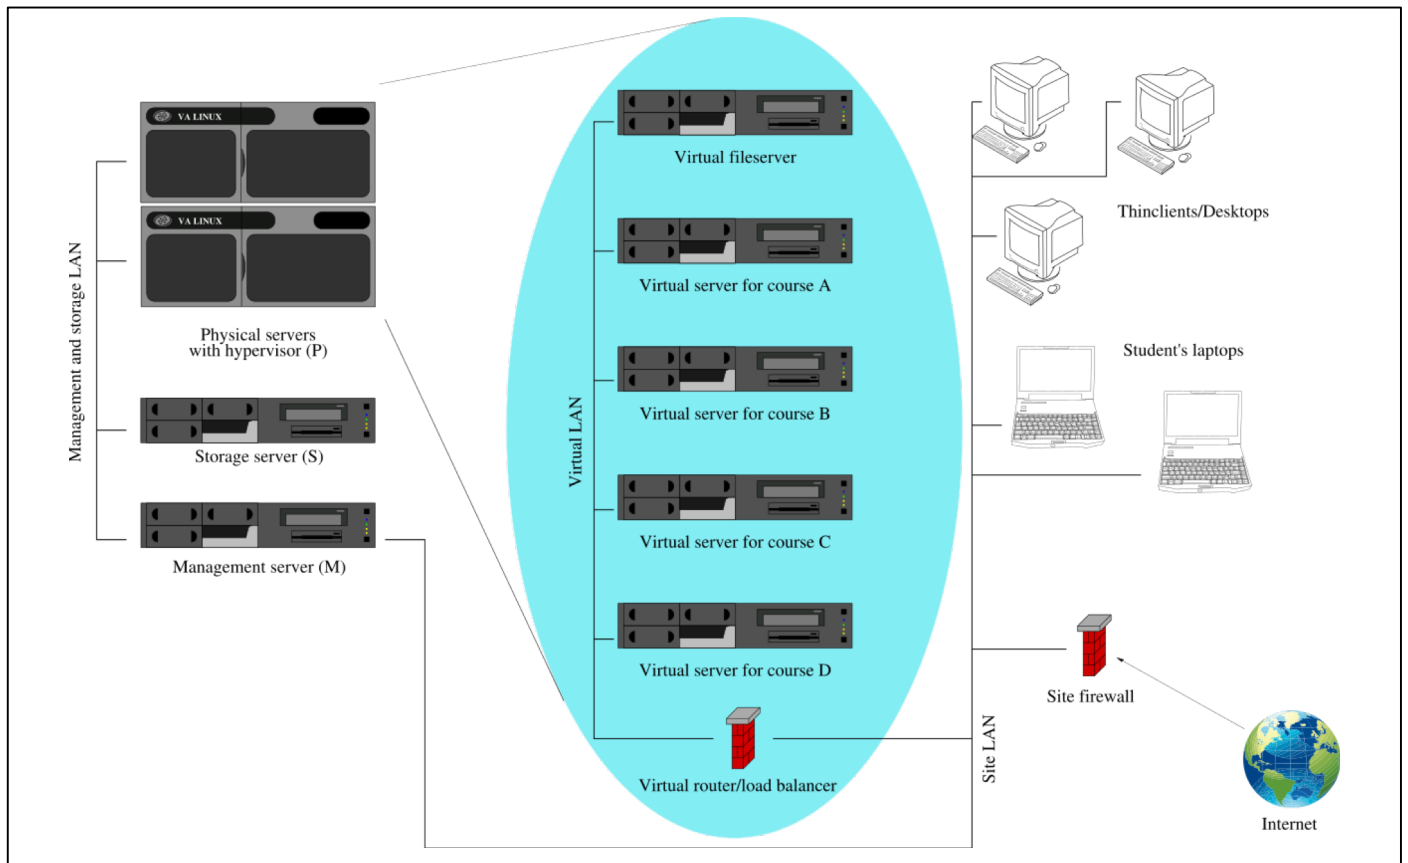 VA LINUX
VA LINUX
Management and storage LAN
Physical servers
with hypervisor (P)
Storage server (S)
Management server (M)
Virtual LAN
Virtual fileserver
Virtual server for course A
Virtual server for course B
Virtual server for course C
Virtual server for course D
Virtual router/load balancer
Site LAN
Thinclients/Desktops
Student's laptops
Site firewall
Internet